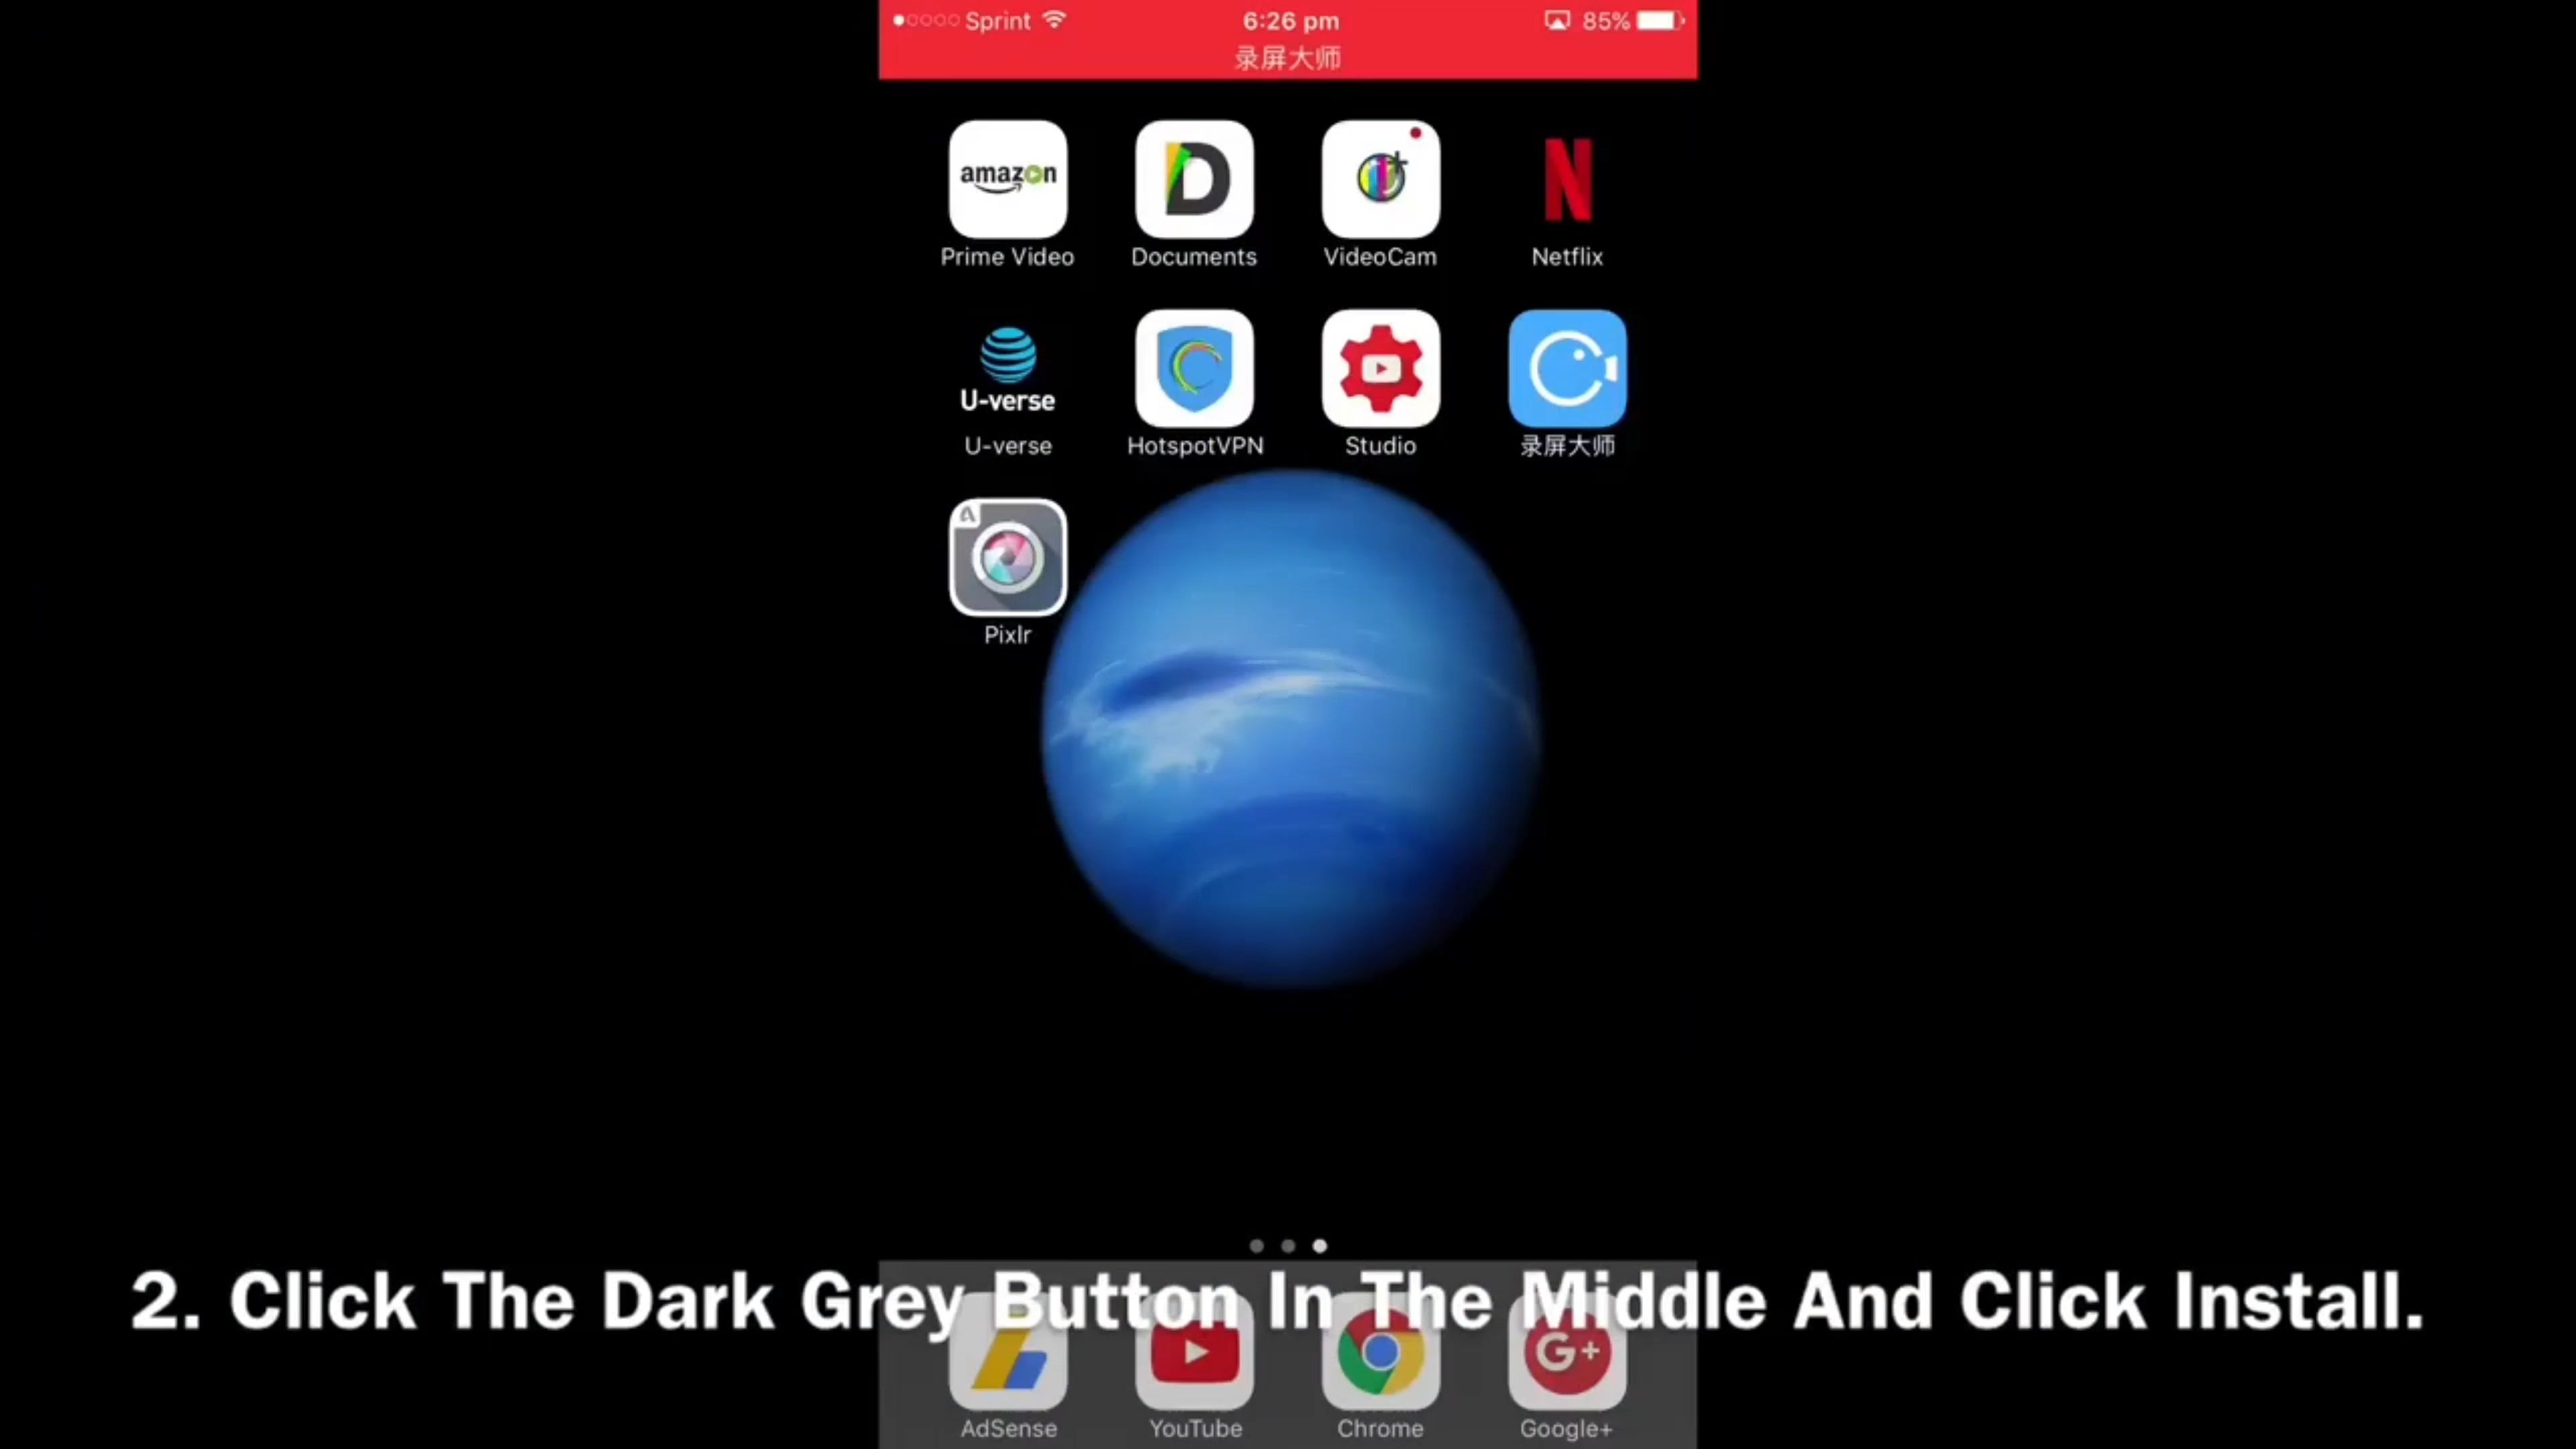 Sprint 6:26 pm 85%
录屏大师
amazon
D
N
Prime Video Documents VideoCam Netflix
U-verse
U-verse HotspotVPN Studio 录屏大师
Pixlr
2. Click The Dark Grey Button In The Middle And Click Install.
G+
AdSense YouTube Chrome Google+